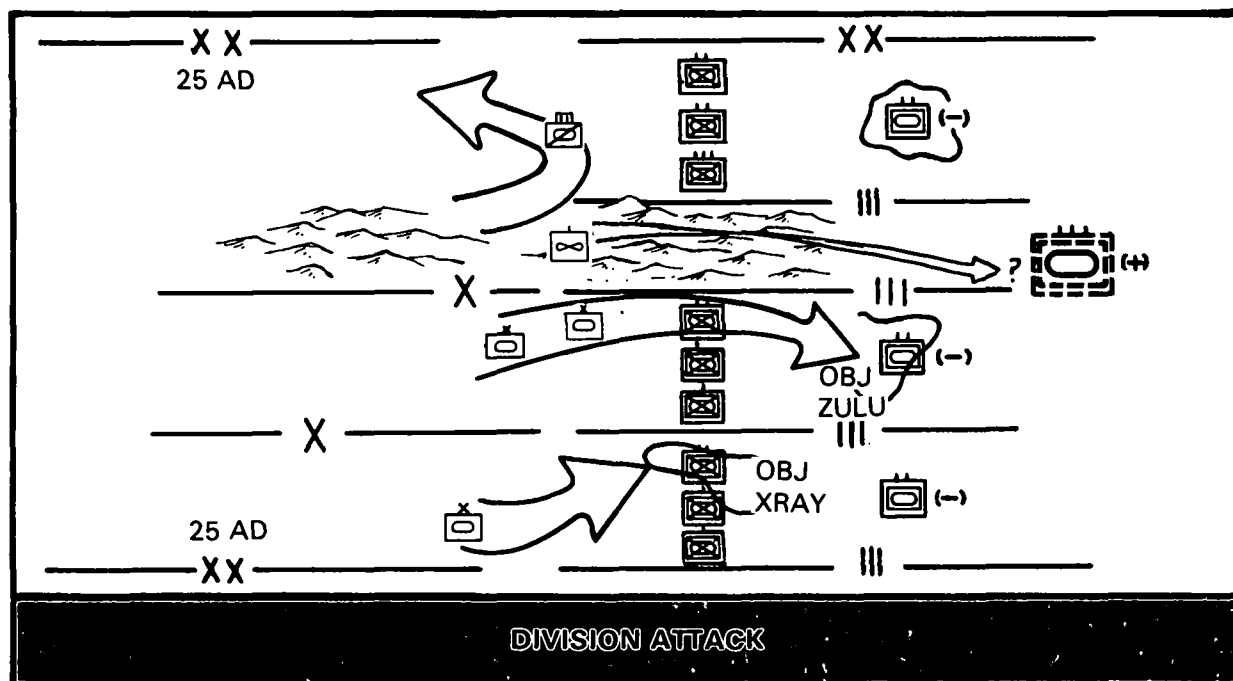 XX XX
25 AD
(-)
III
? (+)
X III
(-)
OBJ
ZULU
X III
OBJ
XRAY
(-)
25 AD
XX III
DIVISION ATTACK